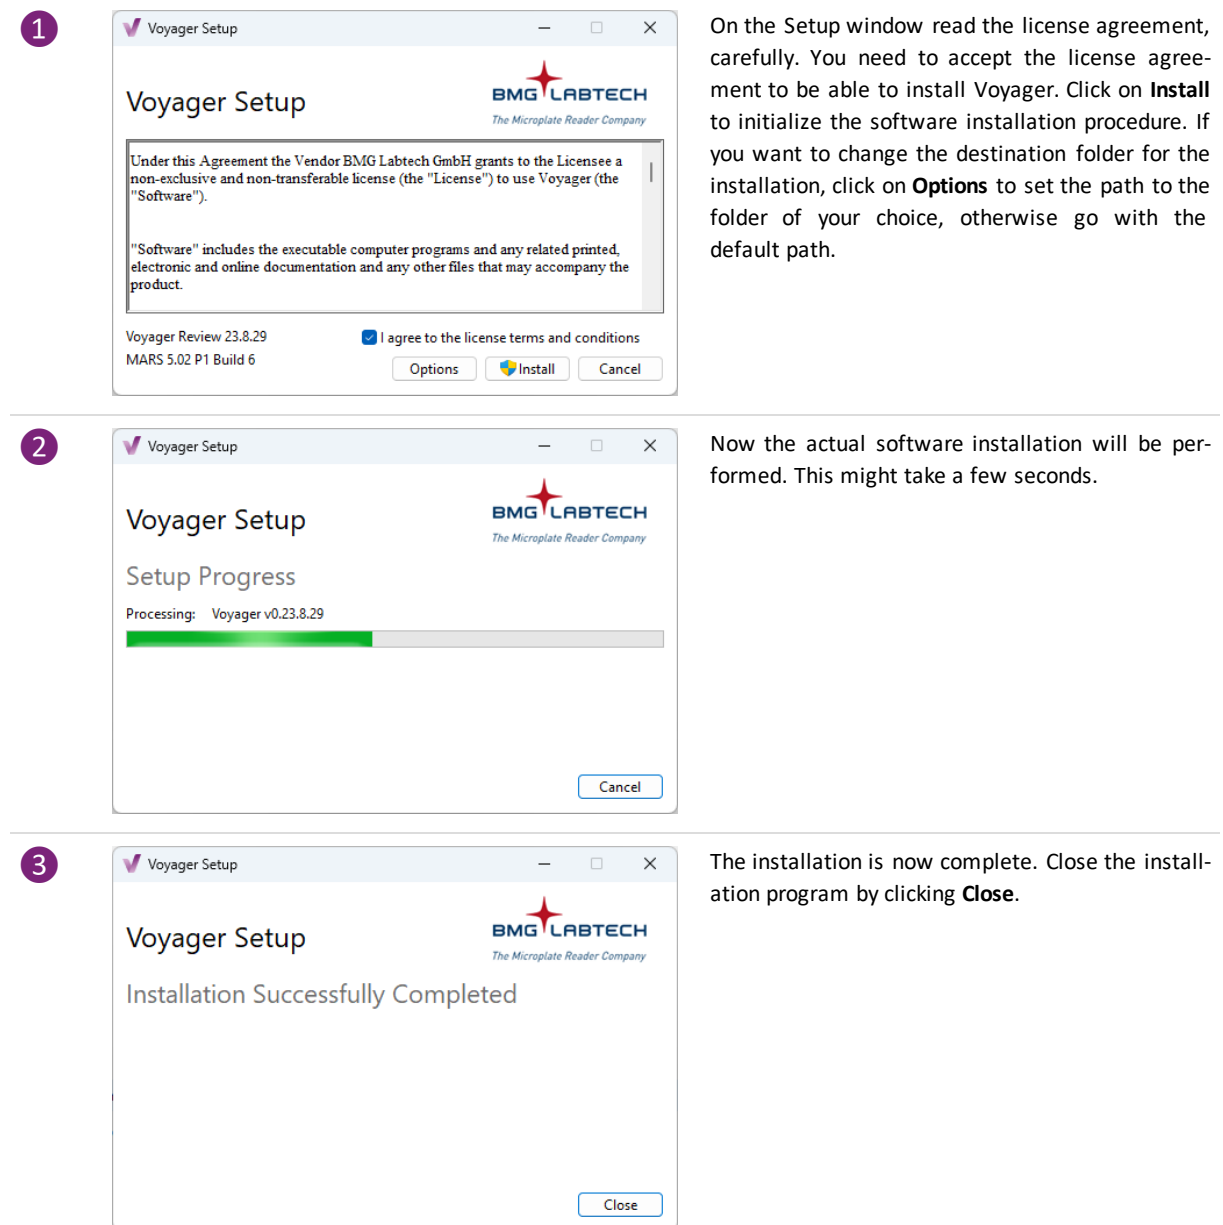 1
Voyager Setup
Voyager Setup
BMG LABTECH
The Microplate Reader Company
Under this Agreement the Vendor BMG Labtech GmbH grants to the Licensee a
non-exclusive and non-transferable license (the "License") to use Voyager (the
"Software").
"Software" includes the executable computer programs and any related printed,
electronic and online documentation and any other files that may accompany the
product.
Voyager Review 23.8.29
I agree to the license terms and conditions
MARS 5.02 P1 Build 6
Options
Install
Cancel
On the Setup window read the license agreement,
carefully. You need to accept the license agree-
ment to be able to install Voyager. Click on Install
to initialize the software installation procedure. If
you want to change the destination folder for the
installation, click on Options to set the path to the
folder of your choice, otherwise go with the
default path.
2
Voyager Setup
Voyager Setup
BMG LABTECH
The Microplate Reader Company
Setup Progress
Processing: Voyager v0.23.8.29
Cancel
Now the actual software installation will be per-
formed. This might take a few seconds.
3
Voyager Setup
Voyager Setup
BMG LABTECH
The Microplate Reader Company
Installation Successfully Completed
Close
The installation is now complete. Close the install-
ation program by clicking Close.